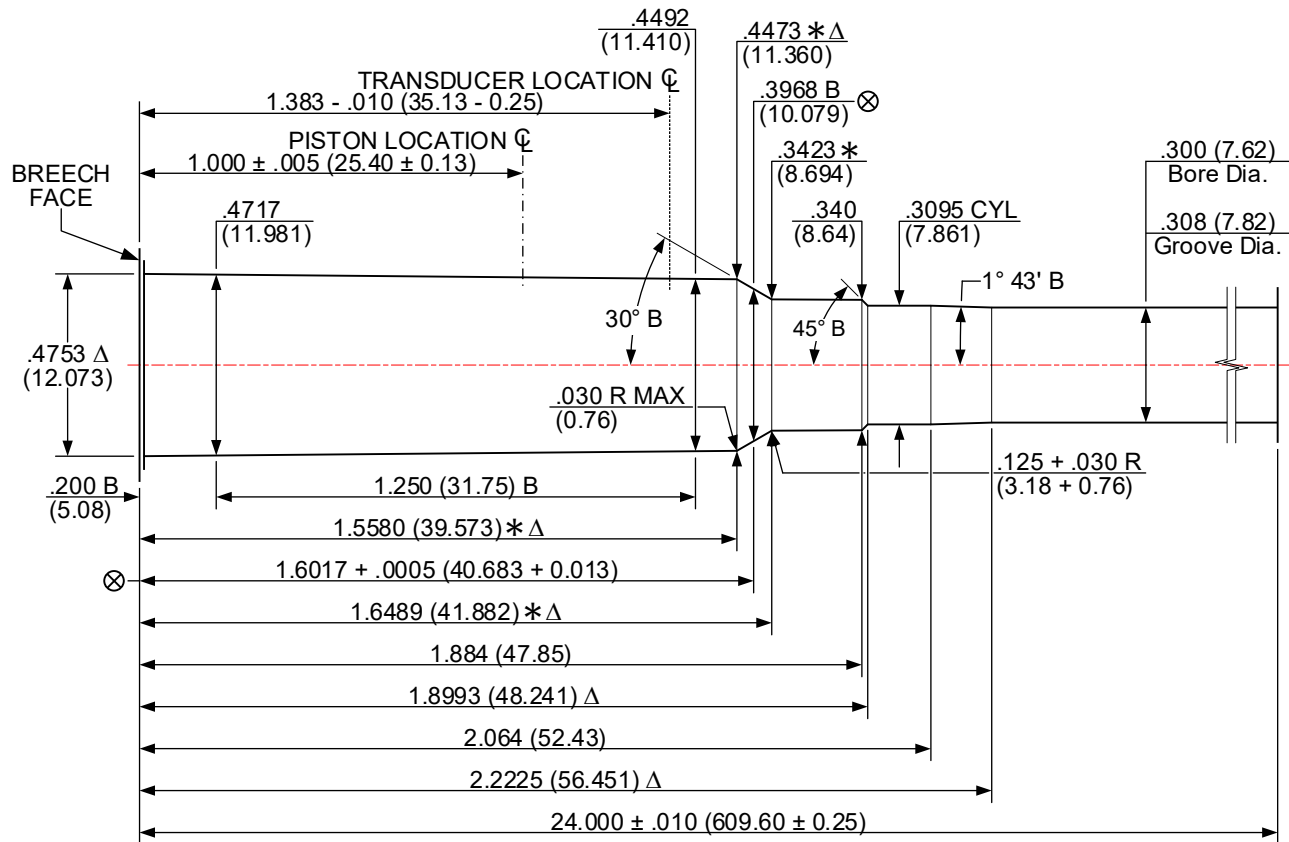 .4492
(11.410)
.4473 * Δ
(11.360)
TRANSDUCER LOCATION ℄
1.383 - .010 (35.13 - 0.25)
.3968 B ⊗
(10.079)
PISTON LOCATION ℄
1.000 ± .005 (25.40 ± 0.13)
.3423 *
(8.694)
.300 (7.62)
Bore Dia.
BREECH
FACE
.4717
(11.981)
.340
(8.64)
.3095 CYL
(7.861)
.308 (7.82)
Groove Dia.
1° 43' B
30° B
45° B
.4753 Δ
(12.073)
.030 R MAX
(0.76)
.125 + .030 R
(3.18 + 0.76)
.200 B
(5.08)
1.250 (31.75) B
1.5580 (39.573) * Δ
⊗ 1.6017 + .0005 (40.683 + 0.013)
1.6489 (41.882) * Δ
1.884 (47.85)
1.8993 (48.241) Δ
2.064 (52.43)
2.2225 (56.451) Δ
24.000 ± .010 (609.60 ± 0.25)